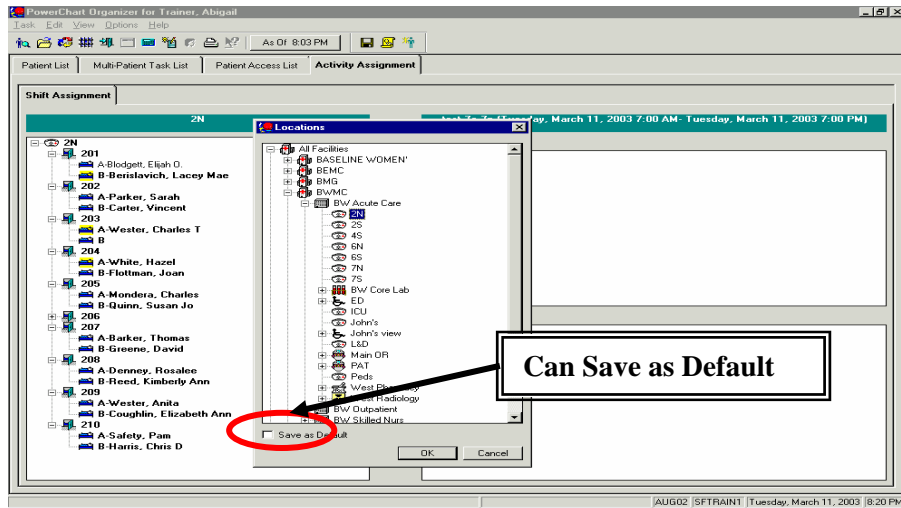 PowerChart Organizer for Trainer, Abigail
Task Edit View Options Help
As Of 8:03 PM
Patient List Multi-Patient Task List Patient Access List Activity Assignment
Shift Assignment
2N
2N
201
A-Blodgett, Elijah O.
B-Berislavich, Lacey Mae
202
A-Parker, Sarah
B-Carter, Vincent
203
A-Wester, Charles T
B
204
A-White, Hazel
B-Flottman, Joan
205
A-Mondera, Charles
B-Quinn, Susan Jo
206
207
A-Barker, Thomas
B-Greene, David
208
A-Denney, Rosalee
B-Reed, Kimberly Ann
209
A-Wester, Anita
B-Coughlin, Elizabeth Ann
210
A-Safety, Pam
B-Harris, Chris D
Locations
All Facilities
BASELINE WOMEN'
BEMC
BMG
BWMC
BW Acute Care
2N
2S
4S
6N
6S
7N
7S
BW Core Lab
ED
ICU
John's
John's view
L&D
Main OR
PAT
Peds
West
Radiology
BW Outpatient
BW Skilled Nurs
Save as Default
OK Cancel
March 11, 2003 7:00 AM- Tuesday, March 11, 2003 7:00 PM)
Can Save as Default
AUG02 SFTRAIN1 Tuesday, March 11, 2003 8:20 PM